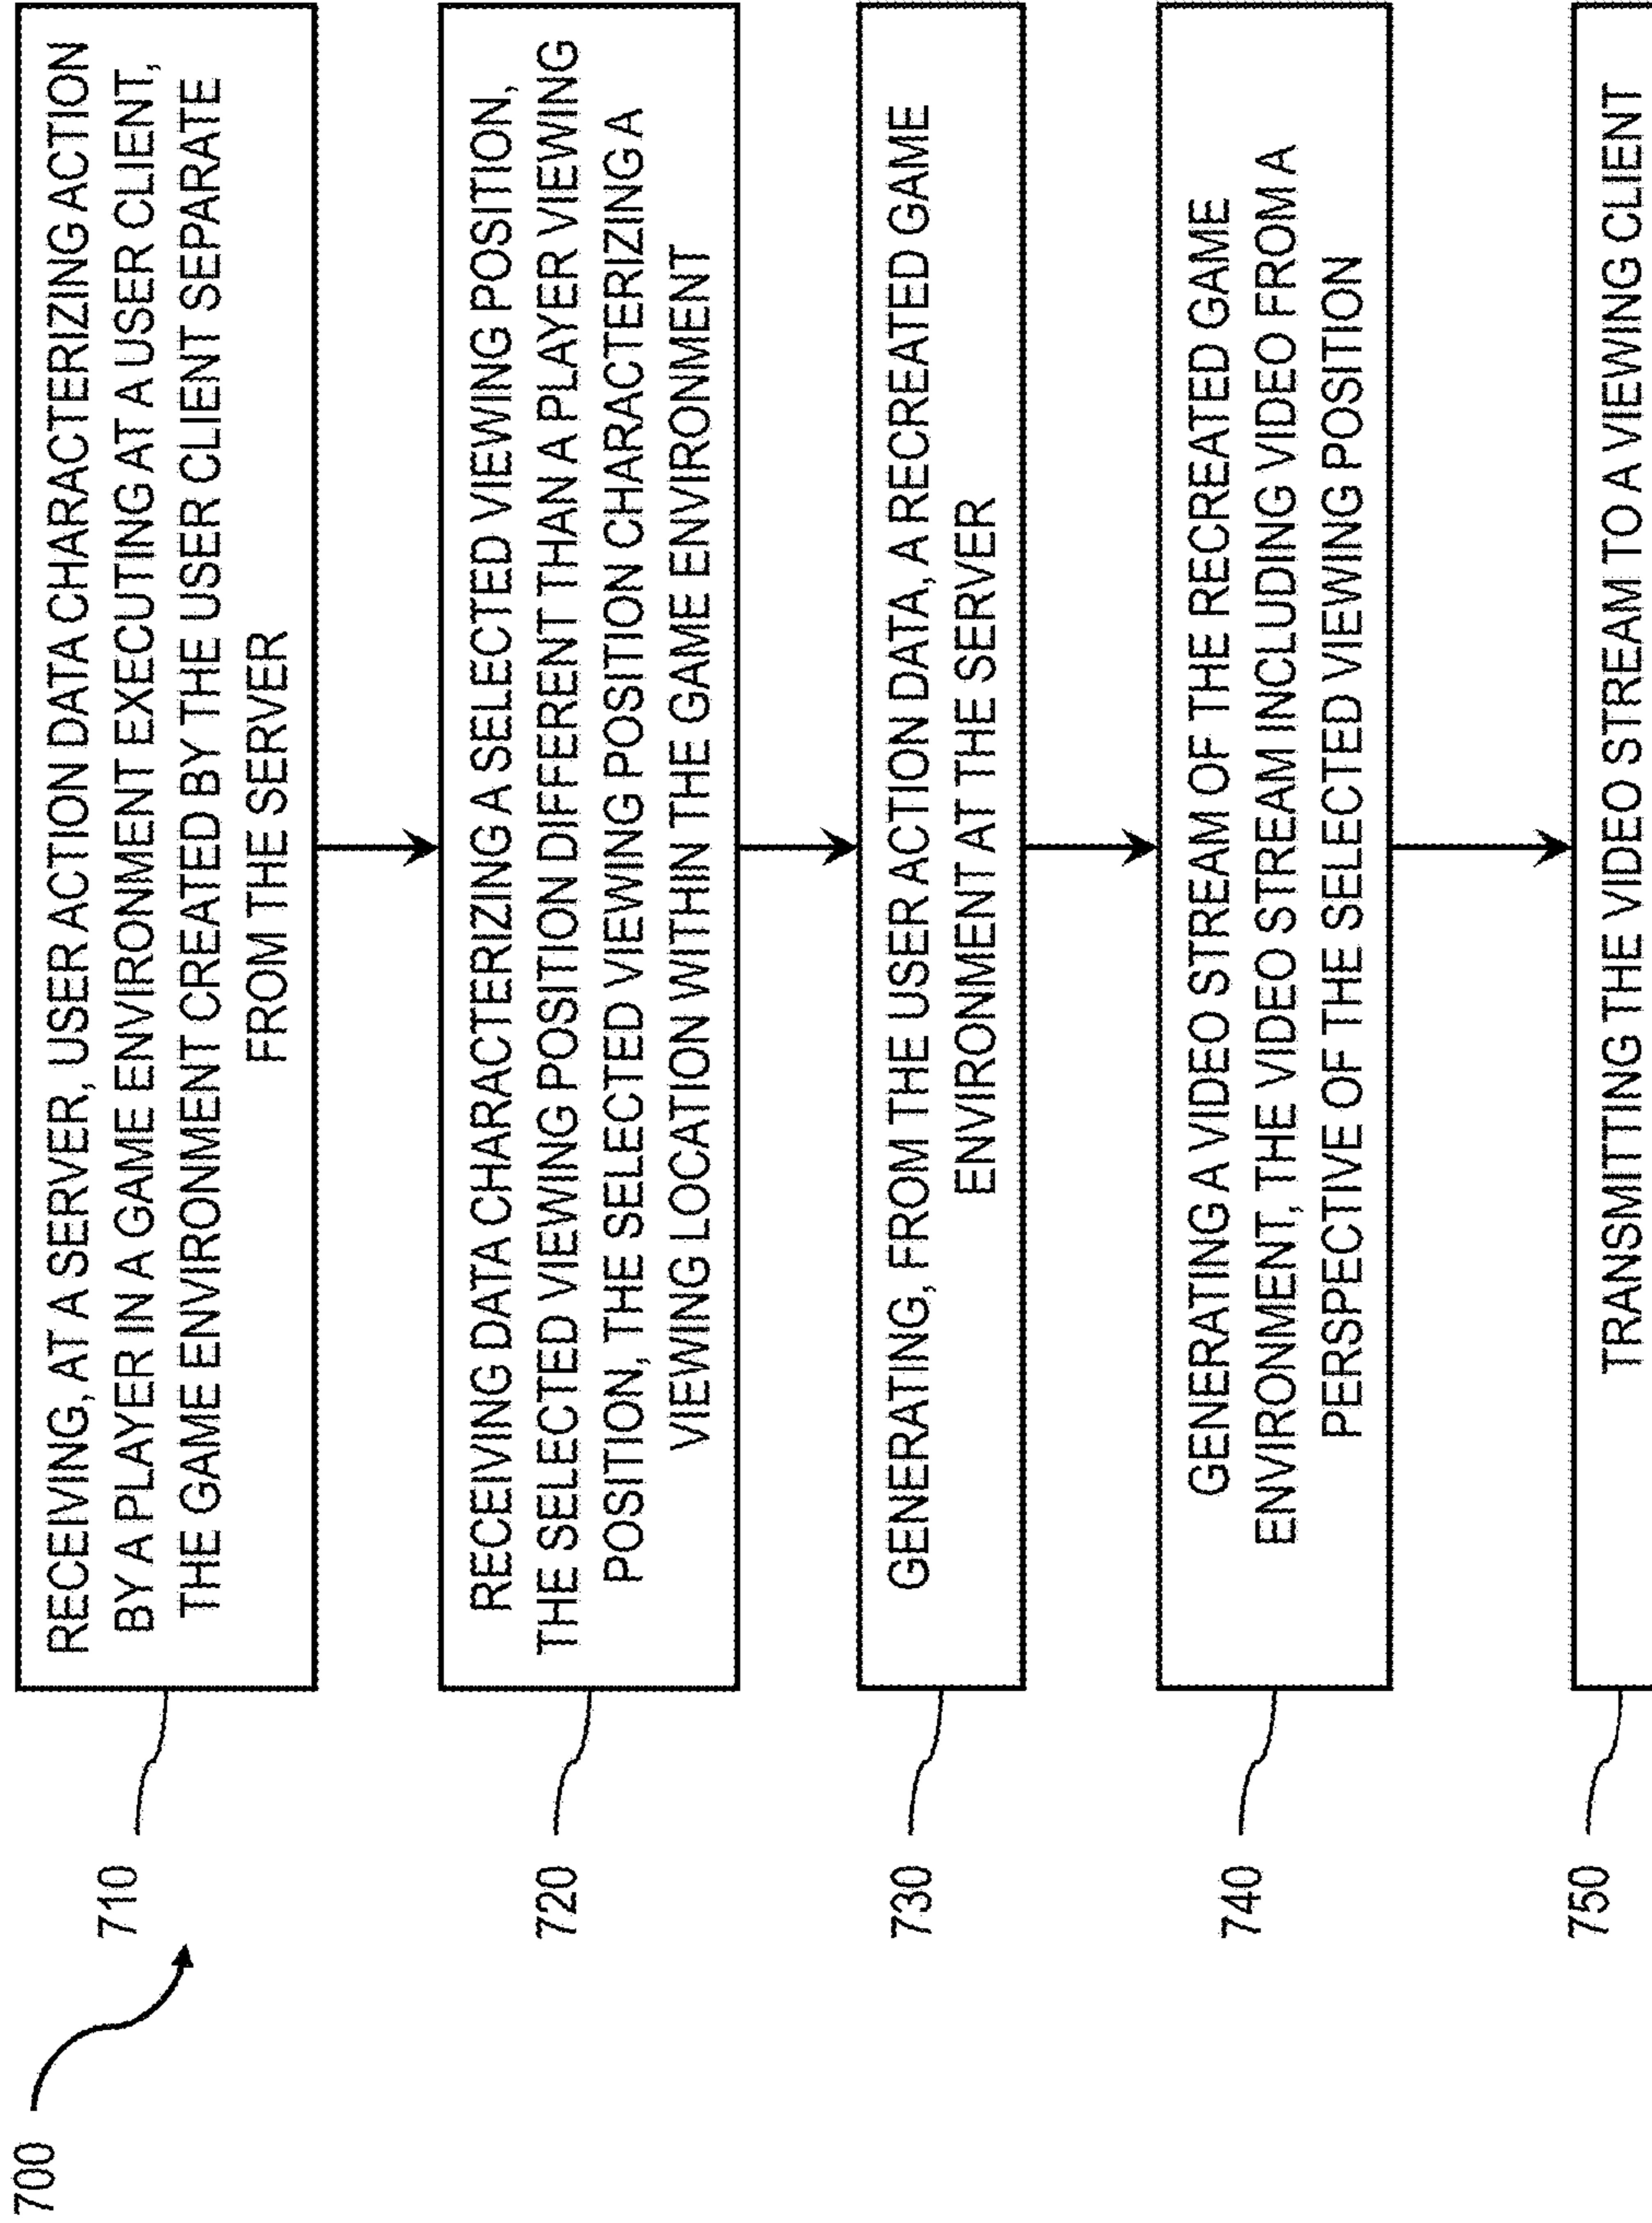 700
710
RECEIVING, AT A SERVER, USER ACTION DATA CHARACTERIZING ACTION
BY A PLAYER IN A GAME ENVIRONMENT EXECUTING AT A USER CLIENT,
THE GAME ENVIRONMENT CREATED BY THE USER CLIENT SEPARATE
FROM THE SERVER
720
RECEIVING DATA CHARACTERIZING A SELECTED VIEWING POSITION,
THE SELECTED VIEWING POSITION DIFFERENT THAN A PLAYER VIEWING
POSITION, THE SELECTED VIEWING POSITION CHARACTERIZING A
VIEWING LOCATION WITHIN THE GAME ENVIRONMENT
730
GENERATING, FROM THE USER ACTION DATA, A RECREATED GAME
ENVIRONMENT AT THE SERVER
740
GENERATING A VIDEO STREAM OF THE RECREATED GAME
ENVIRONMENT, THE VIDEO STREAM INCLUDING VIDEO FROM A
PERSPECTIVE OF THE SELECTED VIEWING POSITION
750
TRANSMITTING THE VIDEO STREAM TO A VIEWING CLIENT